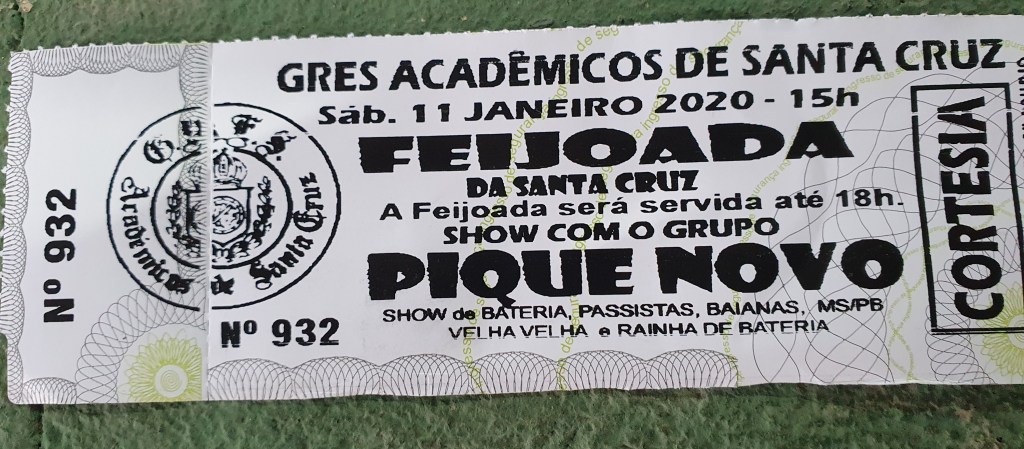 Nº 932
G.R.E.S.
Acadêmicos Santa Cruz
Nº 932
GRES ACADÊMICOS DE SANTA CRUZ
Sáb. 11 JANEIRO 2020 - 15h
FEIJOADA
DA SANTA CRUZ
A Feijoada será servida até 18h.
SHOW COM O GRUPO
PIQUE NOVO
SHOW de BATERIA, PASSISTAS, BAIANAS, MS/PB
VELHA VELHA e RAINHA DE BATERIA
CORTESIA